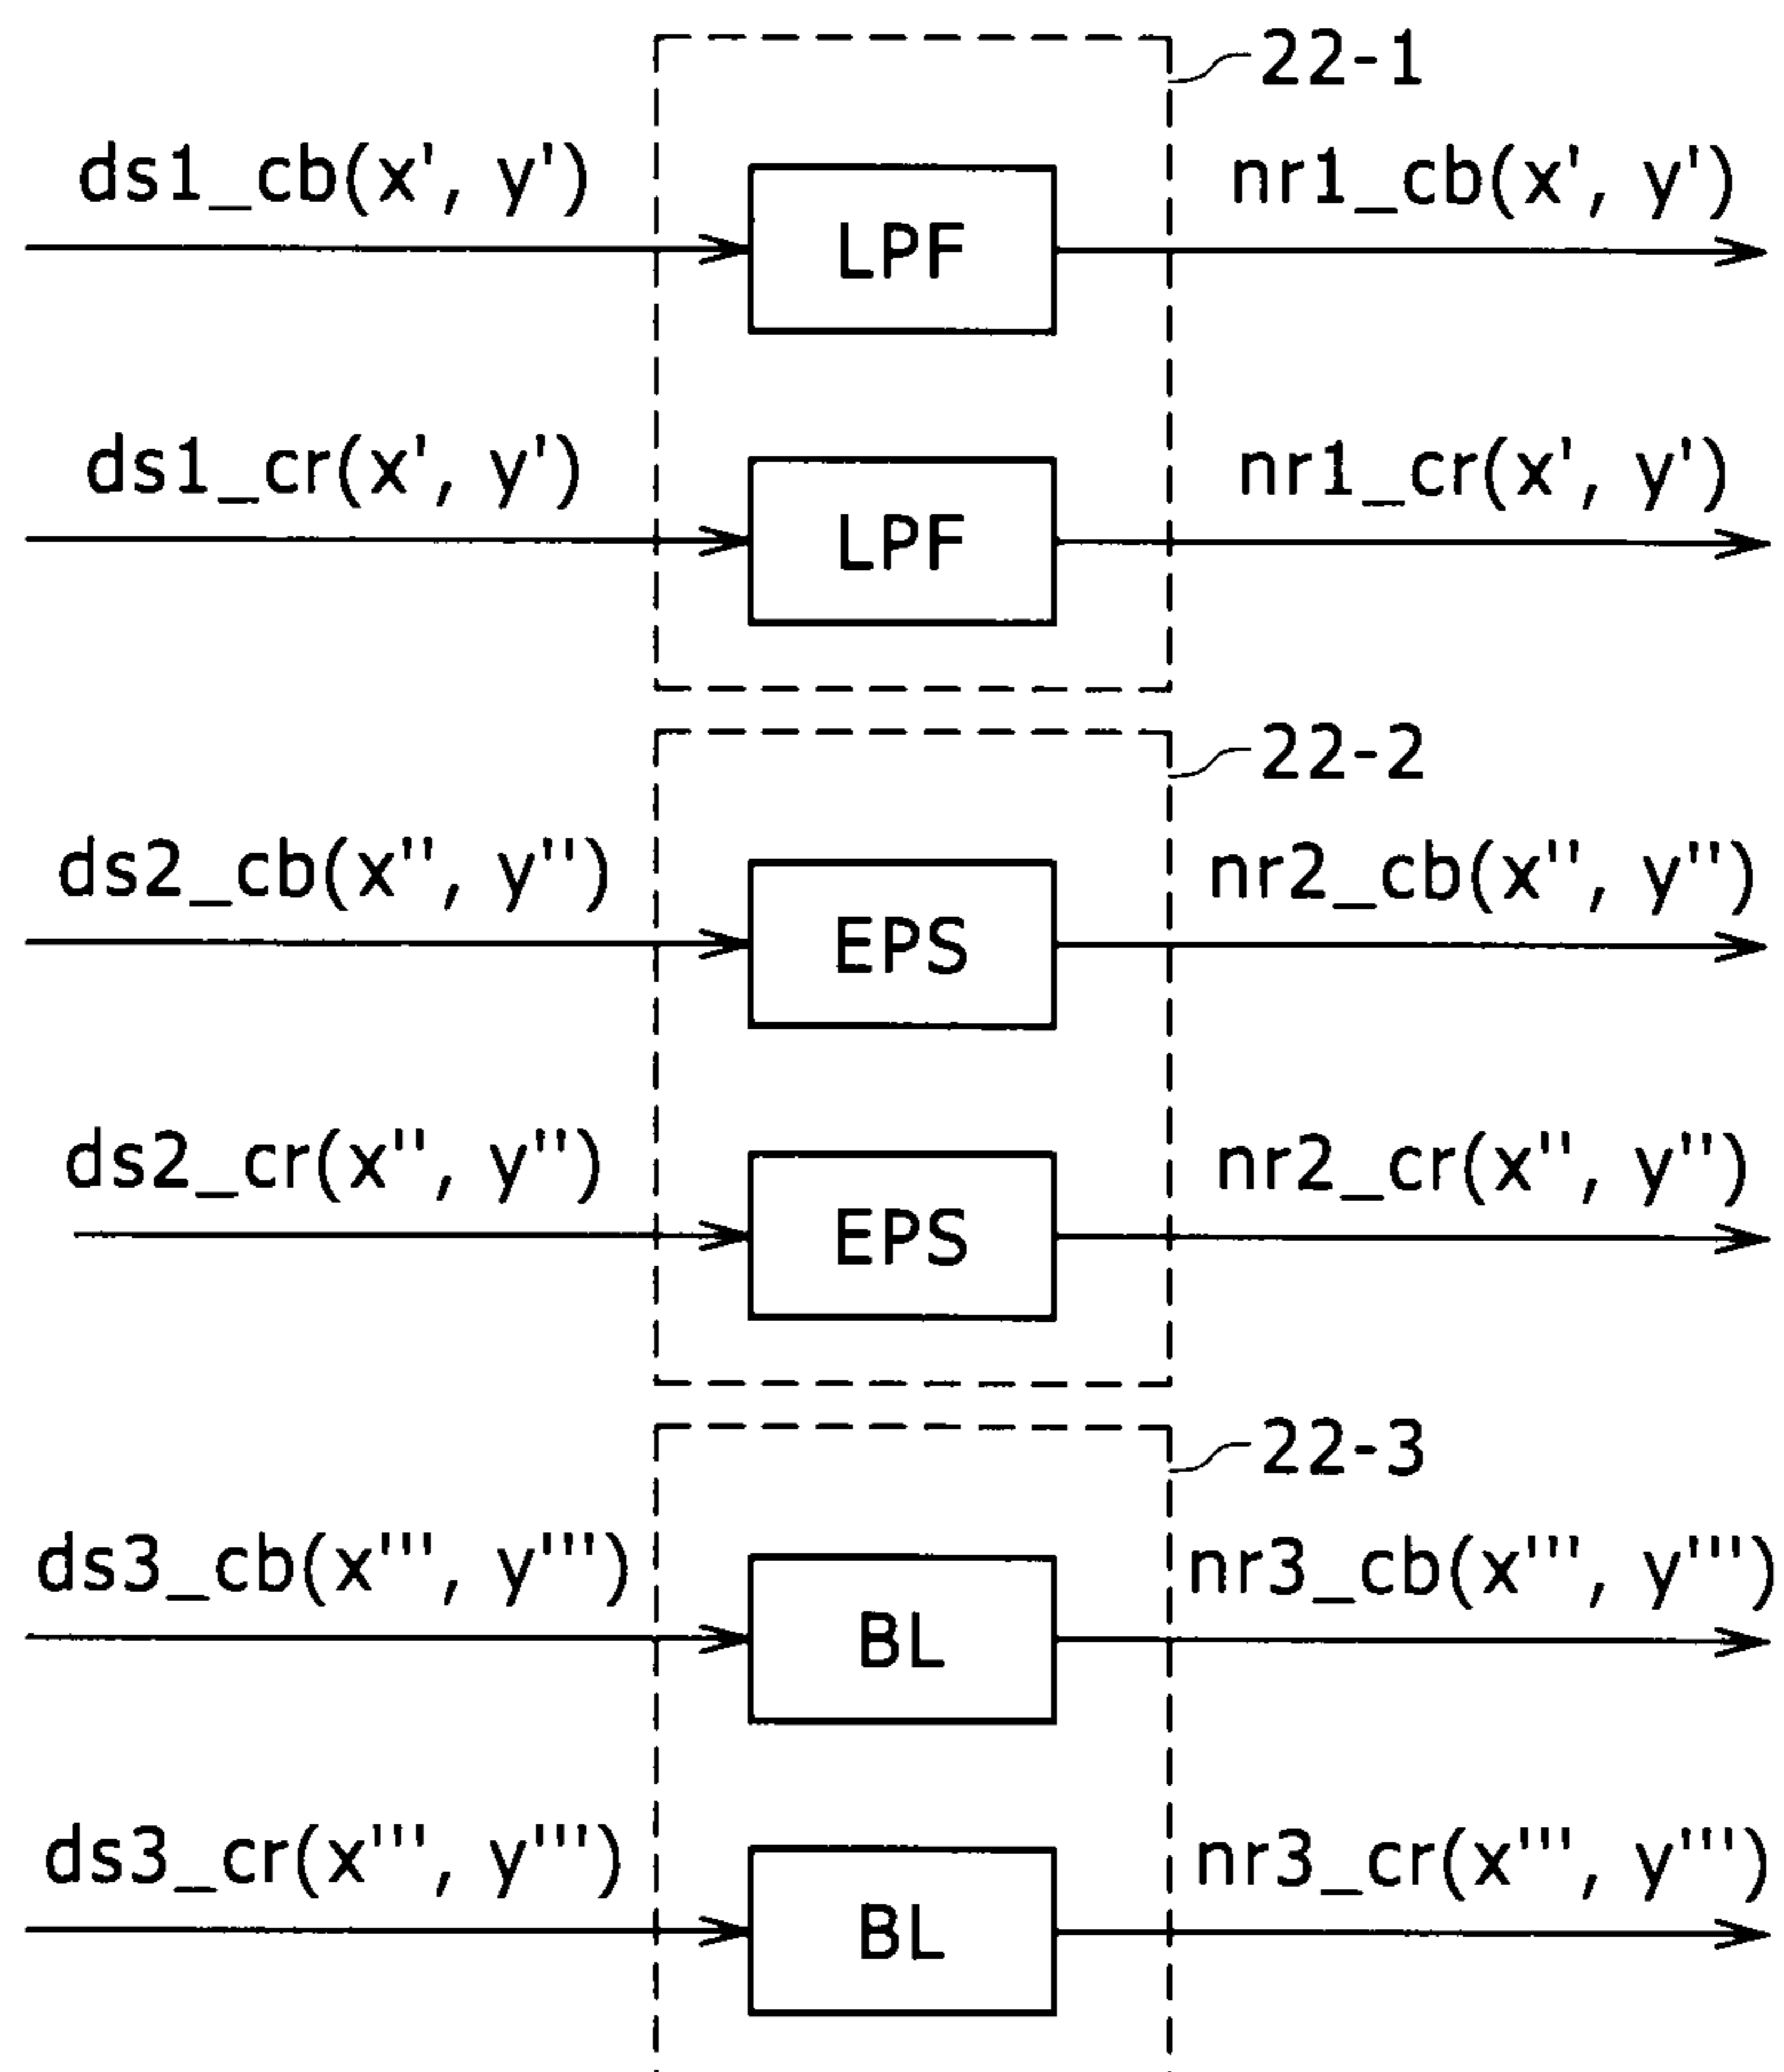 22-1
ds1_cb(x', y')
nr1_cb(x', y')
LPF
ds1_cr(x', y')
nr1_cr(x', y')
LPF
22-2
ds2_cb(x'', y'')
nr2_cb(x'', y'')
EPS
ds2_cr(x'', y'')
nr2_cr(x'', y'')
EPS
22-3
ds3_cb(x''', y''')
nr3_cb(x''', y''')
BL
ds3_cr(x''', y''')
nr3_cr(x''', y''')
BL